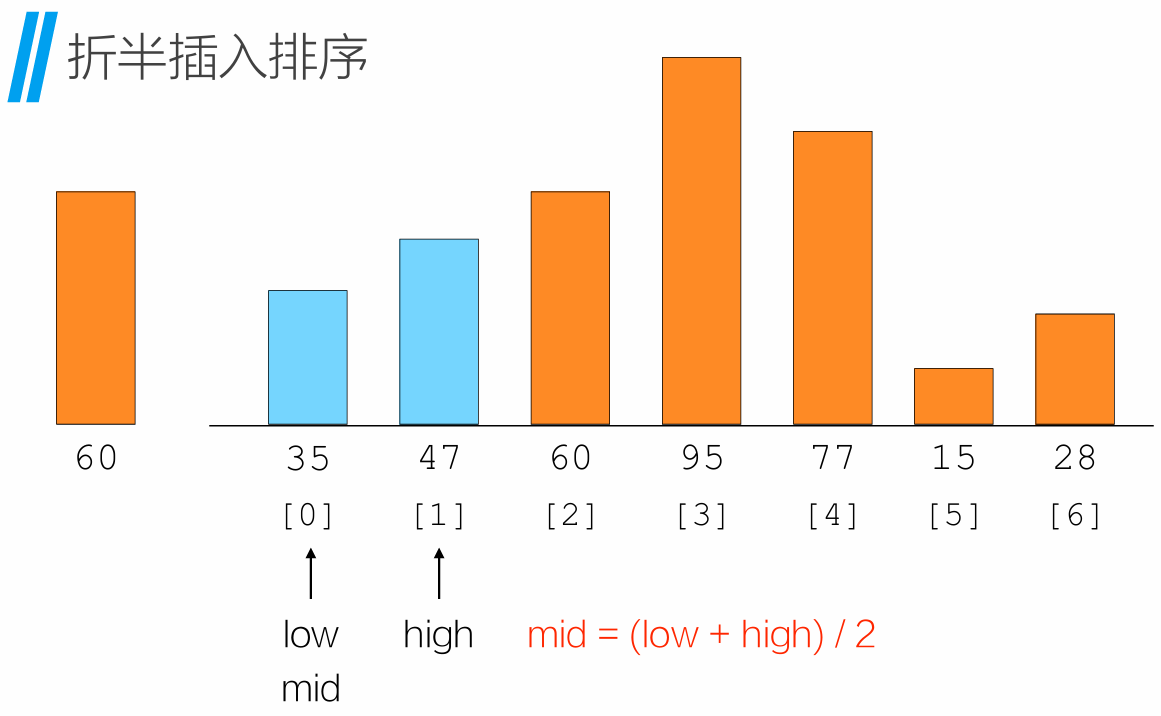 折半插入排序
60 35 47 60 95 77 15 28
[0] [1] [2] [3] [4] [5] [6]
low high mid = (low + high) / 2
mid